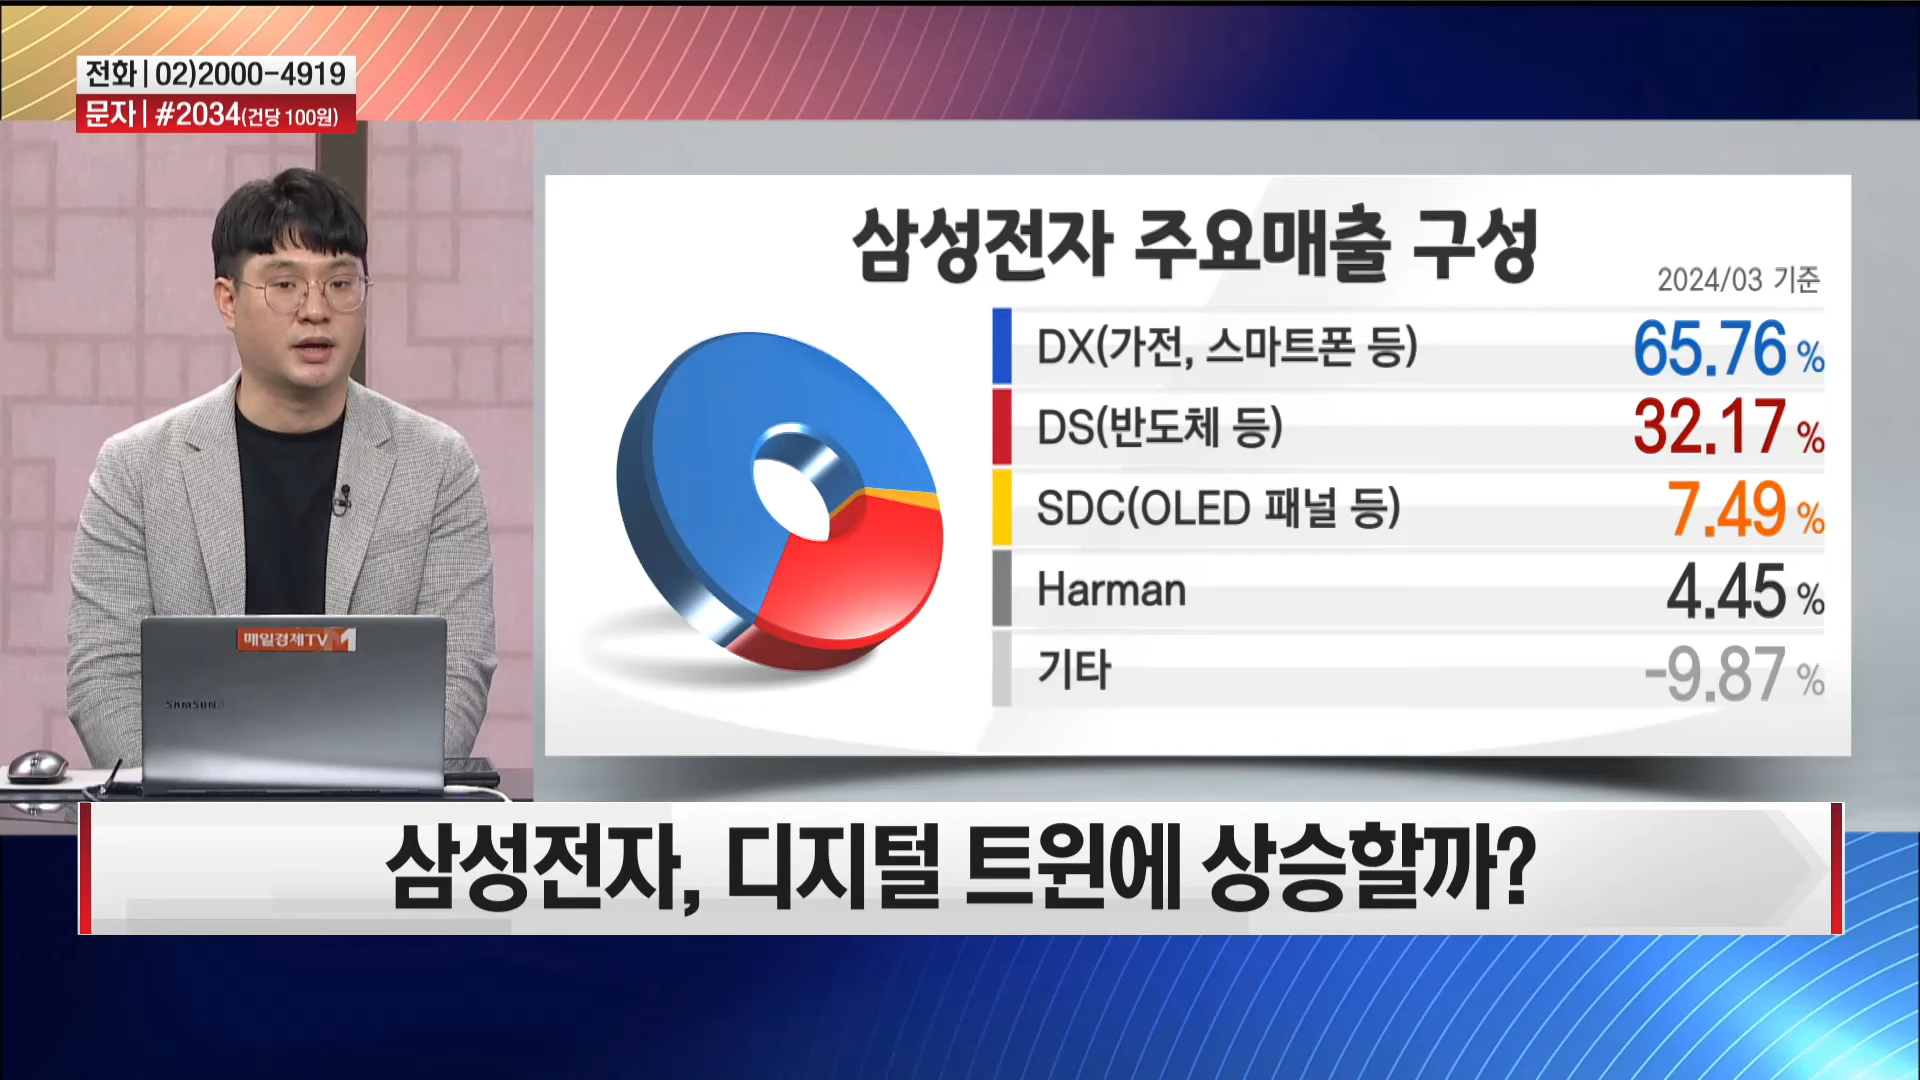 전화 | 02)2000-4919
문자 | #2034(건당 100원)
삼성전자 주요매출 구성
2024/03 기준
DX(가전, 스마트폰 등) 65.76 %
DS(반도체 등) 32.17 %
SDC(OLED 패널 등) 7.49 %
Harman 4.45 %
기타 -9.87 %
매일경제TV
SAMSUNG
삼성전자, 디지털 트윈에 상승할까?